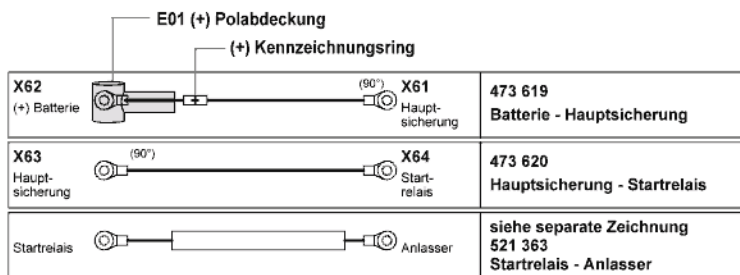 E01 (+) Polabdeckung
(+) Kennzeichnungsring
X62
(+) Batterie
+
(90°)
X61
Haupt-
sicherung
473 619
Batterie - Hauptsicherung
X63
Haupt-
sicherung
(90°)
X64
Start-
relais
473 620
Hauptsicherung - Startrelais
Startrelais
Anlasser
siehe separate Zeichnung
521 363
Startrelais - Anlasser